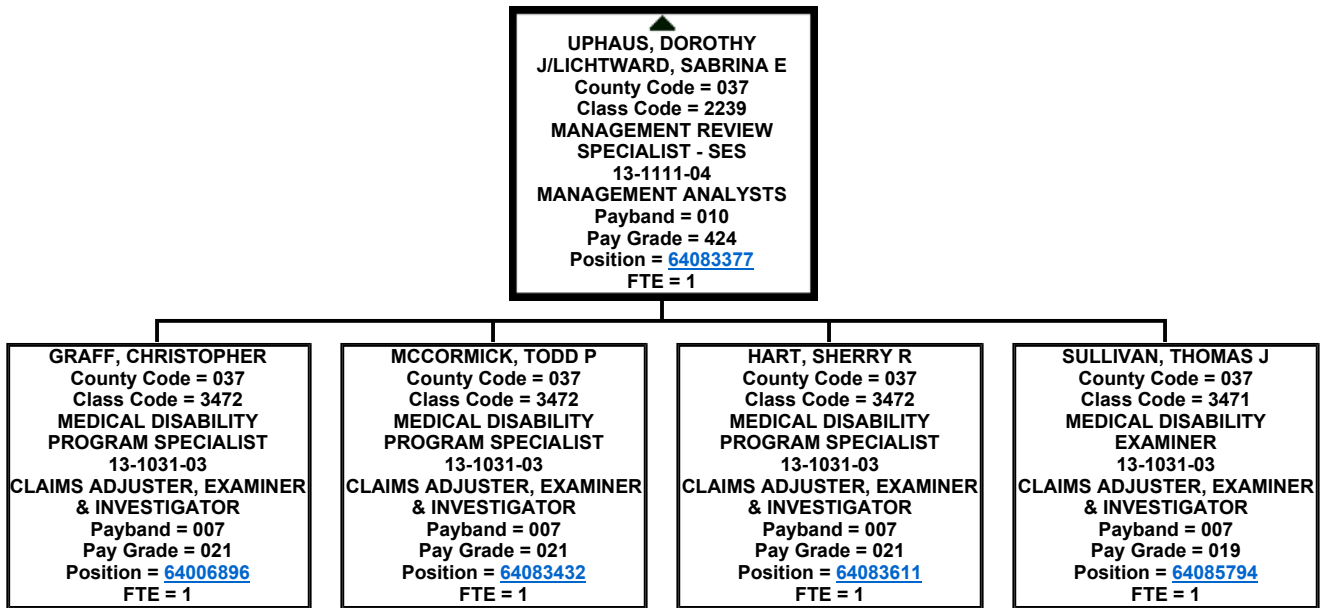 UPHAUS, DOROTHY
J/LICHTWARD, SABRINA E
County Code = 037
Class Code = 2239
MANAGEMENT REVIEW
SPECIALIST - SES
13-1111-04
MANAGEMENT ANALYSTS
Payband = 010
Pay Grade = 424
Position = 64083377
FTE = 1
GRAFF, CHRISTOPHER
County Code = 037
Class Code = 3472
MEDICAL DISABILITY
PROGRAM SPECIALIST
13-1031-03
CLAIMS ADJUSTER, EXAMINER
& INVESTIGATOR
Payband = 007
Pay Grade = 021
Position = 64006896
FTE = 1
MCCORMICK, TODD P
County Code = 037
Class Code = 3472
MEDICAL DISABILITY
PROGRAM SPECIALIST
13-1031-03
CLAIMS ADJUSTER, EXAMINER
& INVESTIGATOR
Payband = 007
Pay Grade = 021
Position = 64083432
FTE = 1
HART, SHERRY R
County Code = 037
Class Code = 3472
MEDICAL DISABILITY
PROGRAM SPECIALIST
13-1031-03
CLAIMS ADJUSTER, EXAMINER
& INVESTIGATOR
Payband = 007
Pay Grade = 021
Position = 64083611
FTE = 1
SULLIVAN, THOMAS J
County Code = 037
Class Code = 3471
MEDICAL DISABILITY
EXAMINER
13-1031-03
CLAIMS ADJUSTER, EXAMINER
& INVESTIGATOR
Payband = 007
Pay Grade = 019
Position = 64085794
FTE = 1